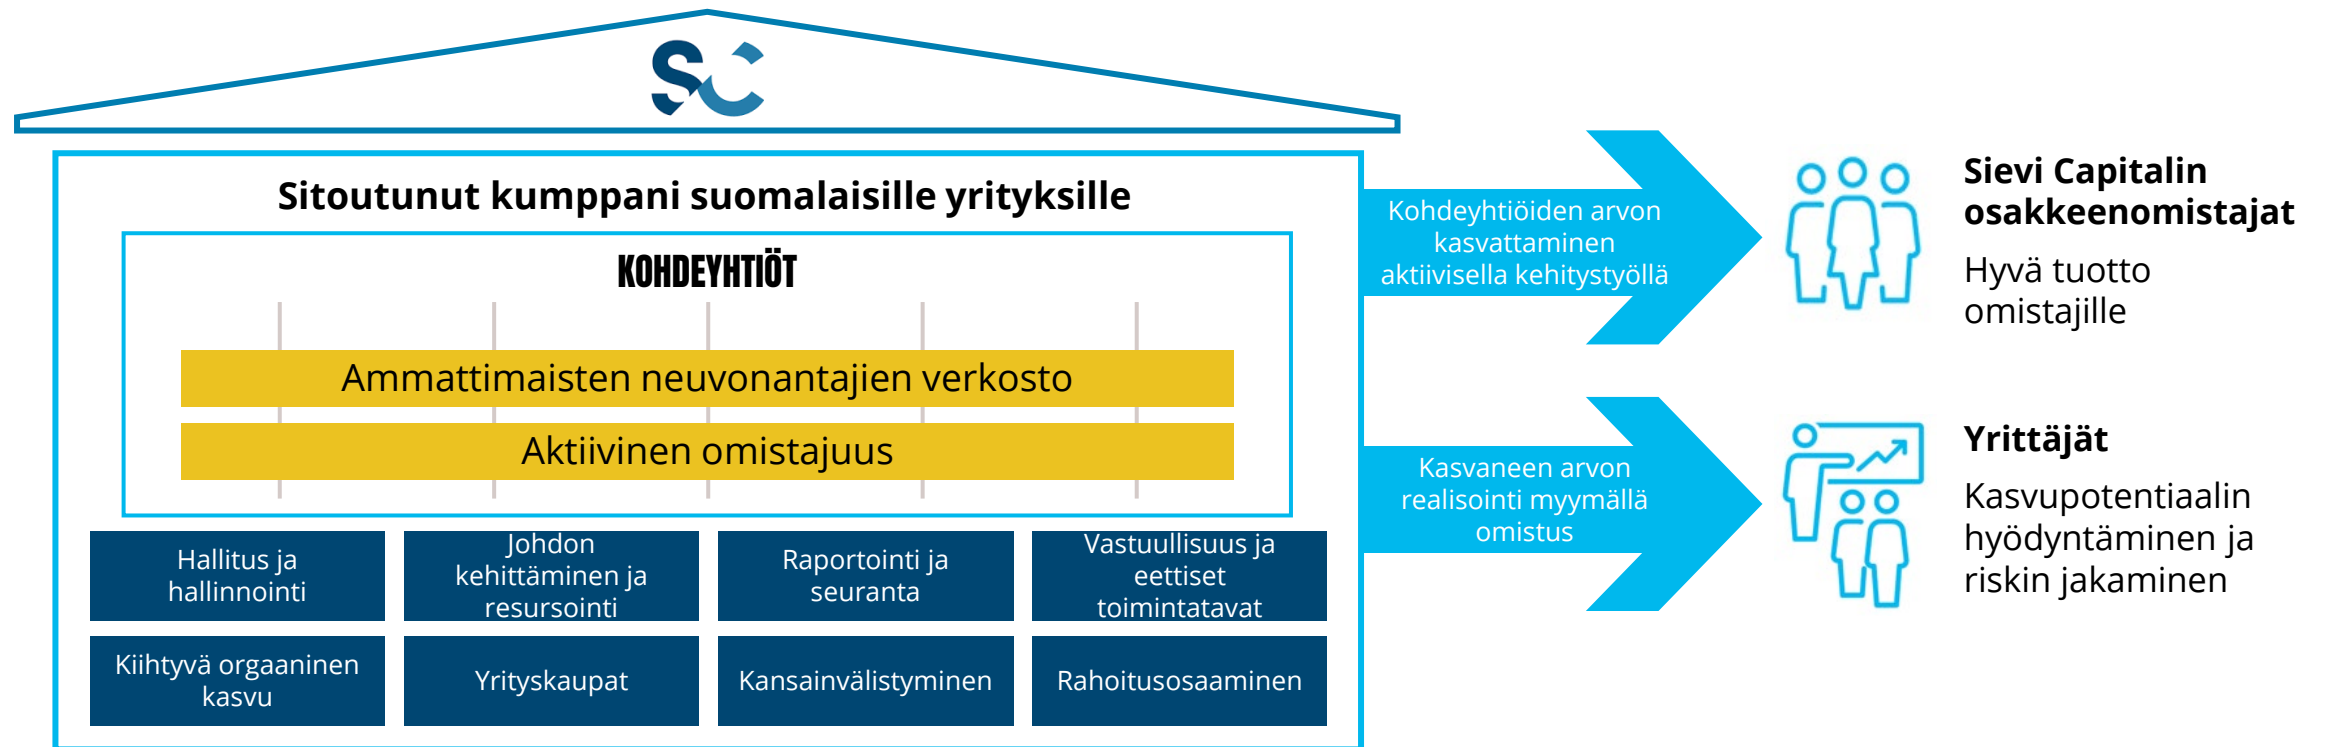 SC
Sitoutunut kumppani suomalaisille yrityksille
KOHDEYHTIÖT
Ammattimaisten neuvonantajien verkosto
Aktiivinen omistajuus
Hallitus ja
hallinnointi
Johdon
kehittäminen ja
resursointi
Raportointi ja
seuranta
Vastuullisuus ja
eettiset
toimintatavat
Kiihtyvä orgaaninen
kasvu
Yrityskaupat
Kansainvälistyminen
Rahoitusosaaminen
Kohdeyhtiöiden arvon
kasvattaminen
aktiivisella kehitystyöllä
Kasvaneen arvon
realisointi myymällä
omistus
Sievi Capitalin
osakkeenomistajat
Hyvä tuotto
omistajille
Yrittäjät
Kasvupotentiaalin
hyödyntäminen ja
riskin jakaminen